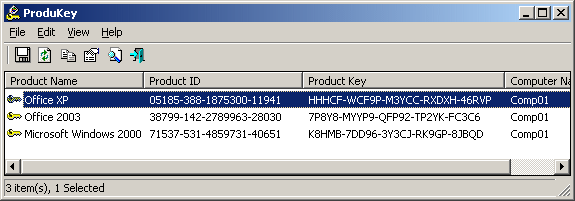 ProduKey
File Edit View Help
Product Name Product ID Product Key Computer Na
Office XP 05185-388-1875300-11941 HHHCF-WCF9P-M3YCC-RXDXH-46RVP Comp01
Office 2003 38799-142-2789963-28030 7P8Y8-MYYP9-QFP92-TP2YK-FC3C6 Comp01
Microsoft Windows 2000 71537-531-4859731-40651 K8HMB-7DD96-3Y3CJ-RK9GP-8JBQD Comp01
3 item(s), 1 Selected